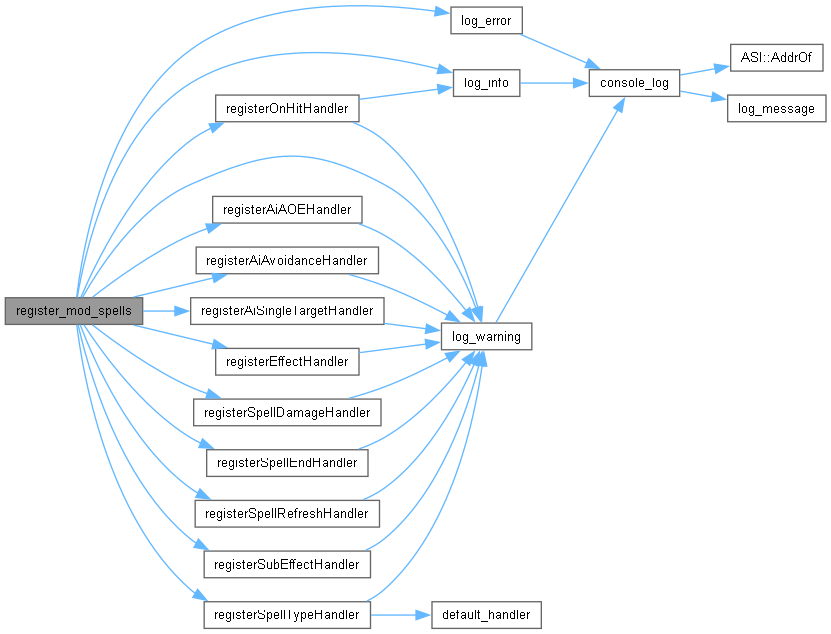 log_error
ASI::AddrOf
log_info
console_log
registerOnHitHandler
log_message
registerAiAOEHandler
registerAiAvoidanceHandler
register_mod_spells
registerAiSingleTargetHandler
log_warning
registerEffectHandler
registerSpellDamageHandler
registerSpellEndHandler
registerSpellRefreshHandler
registerSubEffectHandler
registerSpellTypeHandler
default_handler